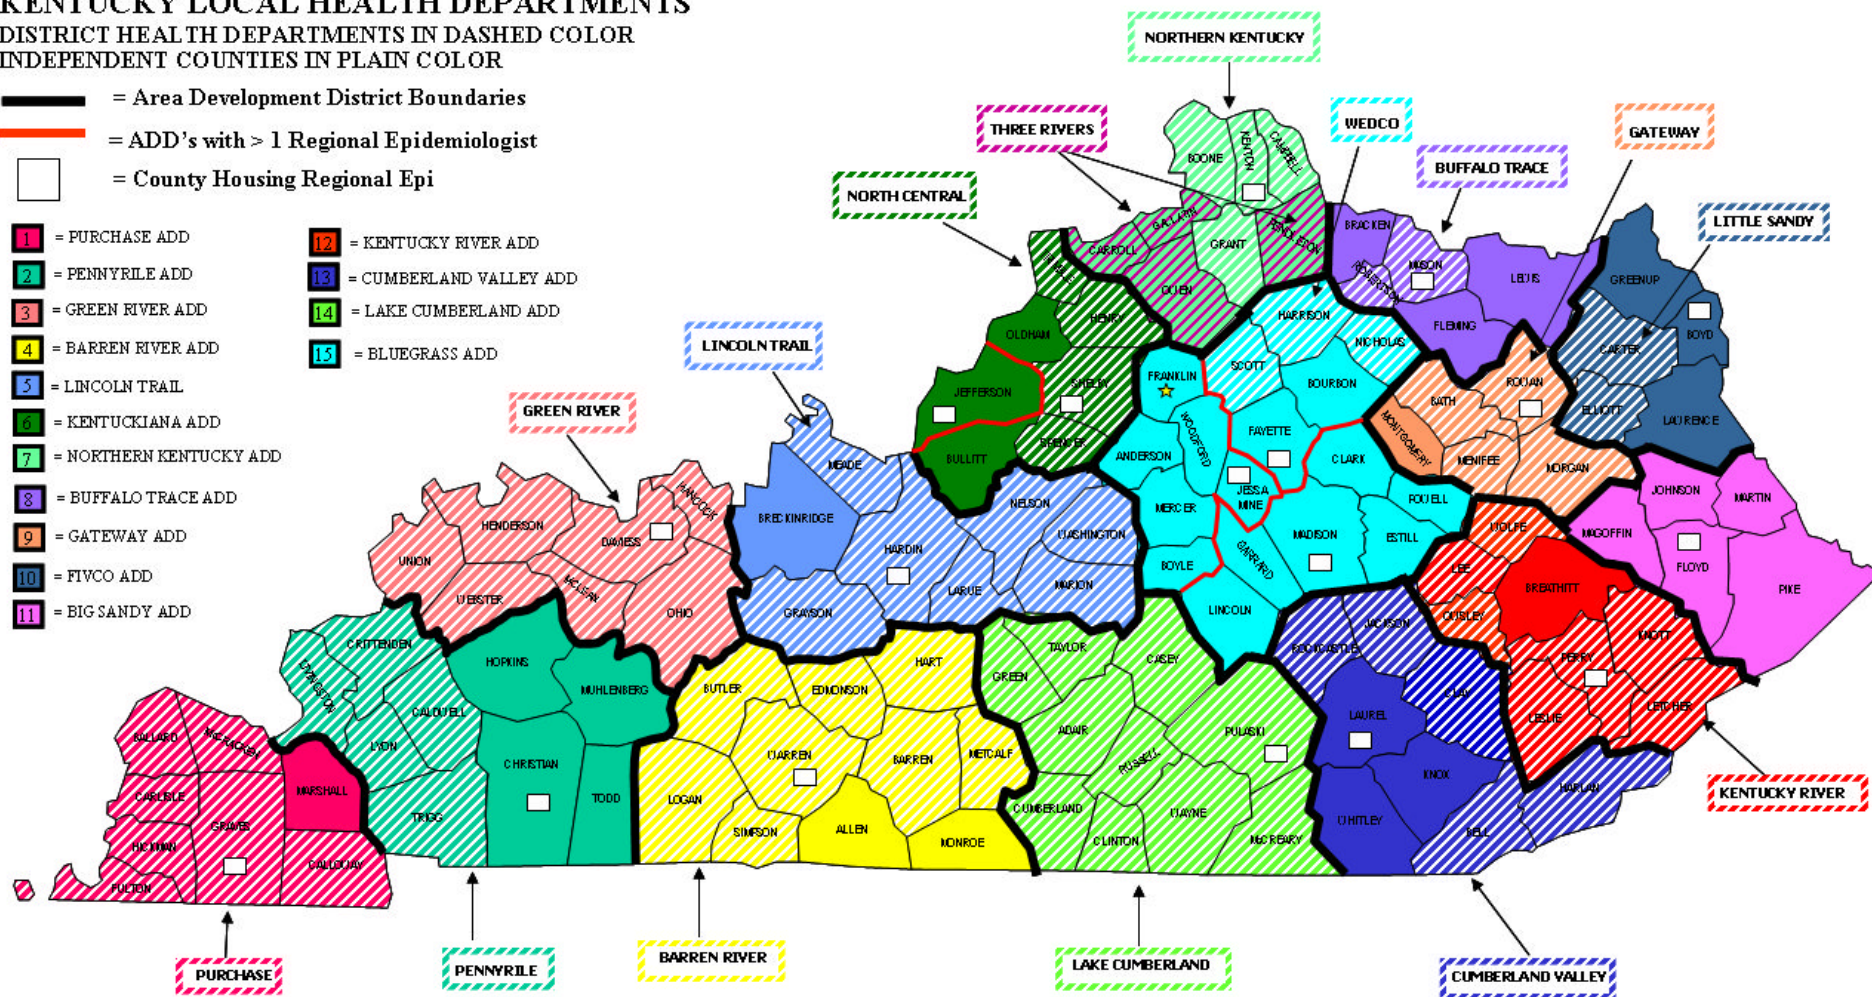 KENTUCKY LOCAL HEALTH DEPARTMENTS
DISTRICT HEALTH DEPARTMENTS IN DASHED COLOR
INDEPENDENT COUNTIES IN PLAIN COLOR
= Area Development District Boundaries
= ADD's with > 1 Regional Epidemiologist
= County Housing Regional Epi
1 = PURCHASE ADD
2 = PENNYRILE ADD
3 = GREEN RIVER ADD
4 = BARREN RIVER ADD
5 = LINCOLN TRAIL
6 = KENTUCKIANA ADD
7 = NORTHERN KENTUCKY ADD
8 = BUFFALO TRACE ADD
9 = GATEWAY ADD
10 = FIVCO ADD
11 = BIG SANDY ADD
12 = KENTUCKY RIVER ADD
13 = CUMBERLAND VALLEY ADD
14 = LAKE CUMBERLAND ADD
15 = BLUEGRASS ADD
NORTHERN KENTUCKY
THREE RIVERS
WEDCO
GATEWAY
BUFFALO TRACE
NORTH CENTRAL
LITTLE SANDY
LINCOLN TRAIL
GREEN RIVER
KENTUCKY RIVER
PURCHASE
PENNYRILE
BARREN RIVER
LAKE CUMBERLAND
CUMBERLAND VALLEY
BOONE
KENTON
CAMPBELL
CARROLL
GRANT
PENDLETON
OWEN
BRACKEN
ROBERTSON
MASON
LEWIS
FLEMING
GREENUP
BOYD
CARTER
ELLIOTT
LAWRENCE
HENRY
OLDHAM
JEFFERSON
SHELBY
SPENCER
BULLITT
HARRISON
NICHOLAS
SCOTT
BOURBON
FRANKLIN
WOODFORD
FAYETTE
ANDERSON
CLARK
JESSA
MINE
MERCER
MADISON
POWELL
ESTILL
BOYLE
GARRARD
LINCOLN
ROWAN
BATH
MONTGOMERY
MENIFEE
MORGAN
JOHNSON
MARTIN
MAGOFFIN
FLOYD
PIKE
WOLFE
LEE
BREATHITT
OWSLEY
KNOTT
PERRY
LESLIE
LETCHER
MEADE
BRECKINRIDGE
NELSON
WASHINGTON
HARDIN
LARUE
MARION
GRAYSON
HANCOCK
HENDERSON
DAVIESS
UNION
WEBSTER
MCLEAN
OHIO
CRITTENDEN
LIVINGSTON
HOPKINS
MUHLENBERG
CALDWELL
LYON
CHRISTIAN
TODD
TRIGG
BALLARD
MCCRACKEN
CARLISLE
GRAVES
MARSHALL
HICKMAN
FULTON
CALLOWAY
BUTLER
EDMONSON
HART
WARREN
BARREN
METCALF
LOGAN
SIMPSON
ALLEN
MONROE
TAYLOR
CASEY
GREEN
ADAIR
RUSSELL
PULASKI
CUMBERLAND
CLINTON
WAYNE
McCREARY
JACKSON
ROCKCASTLE
CLAY
LAUREL
KNOX
WHITLEY
BELL
HARLAN